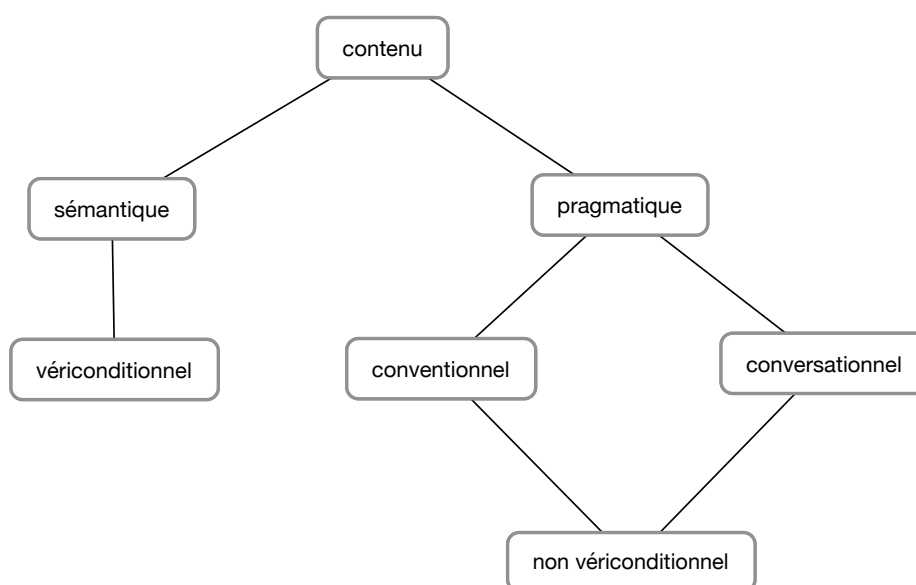 contenu
sémantique
pragmatique
vériconditionnel
conventionnel
conversationnel
non vériconditionnel